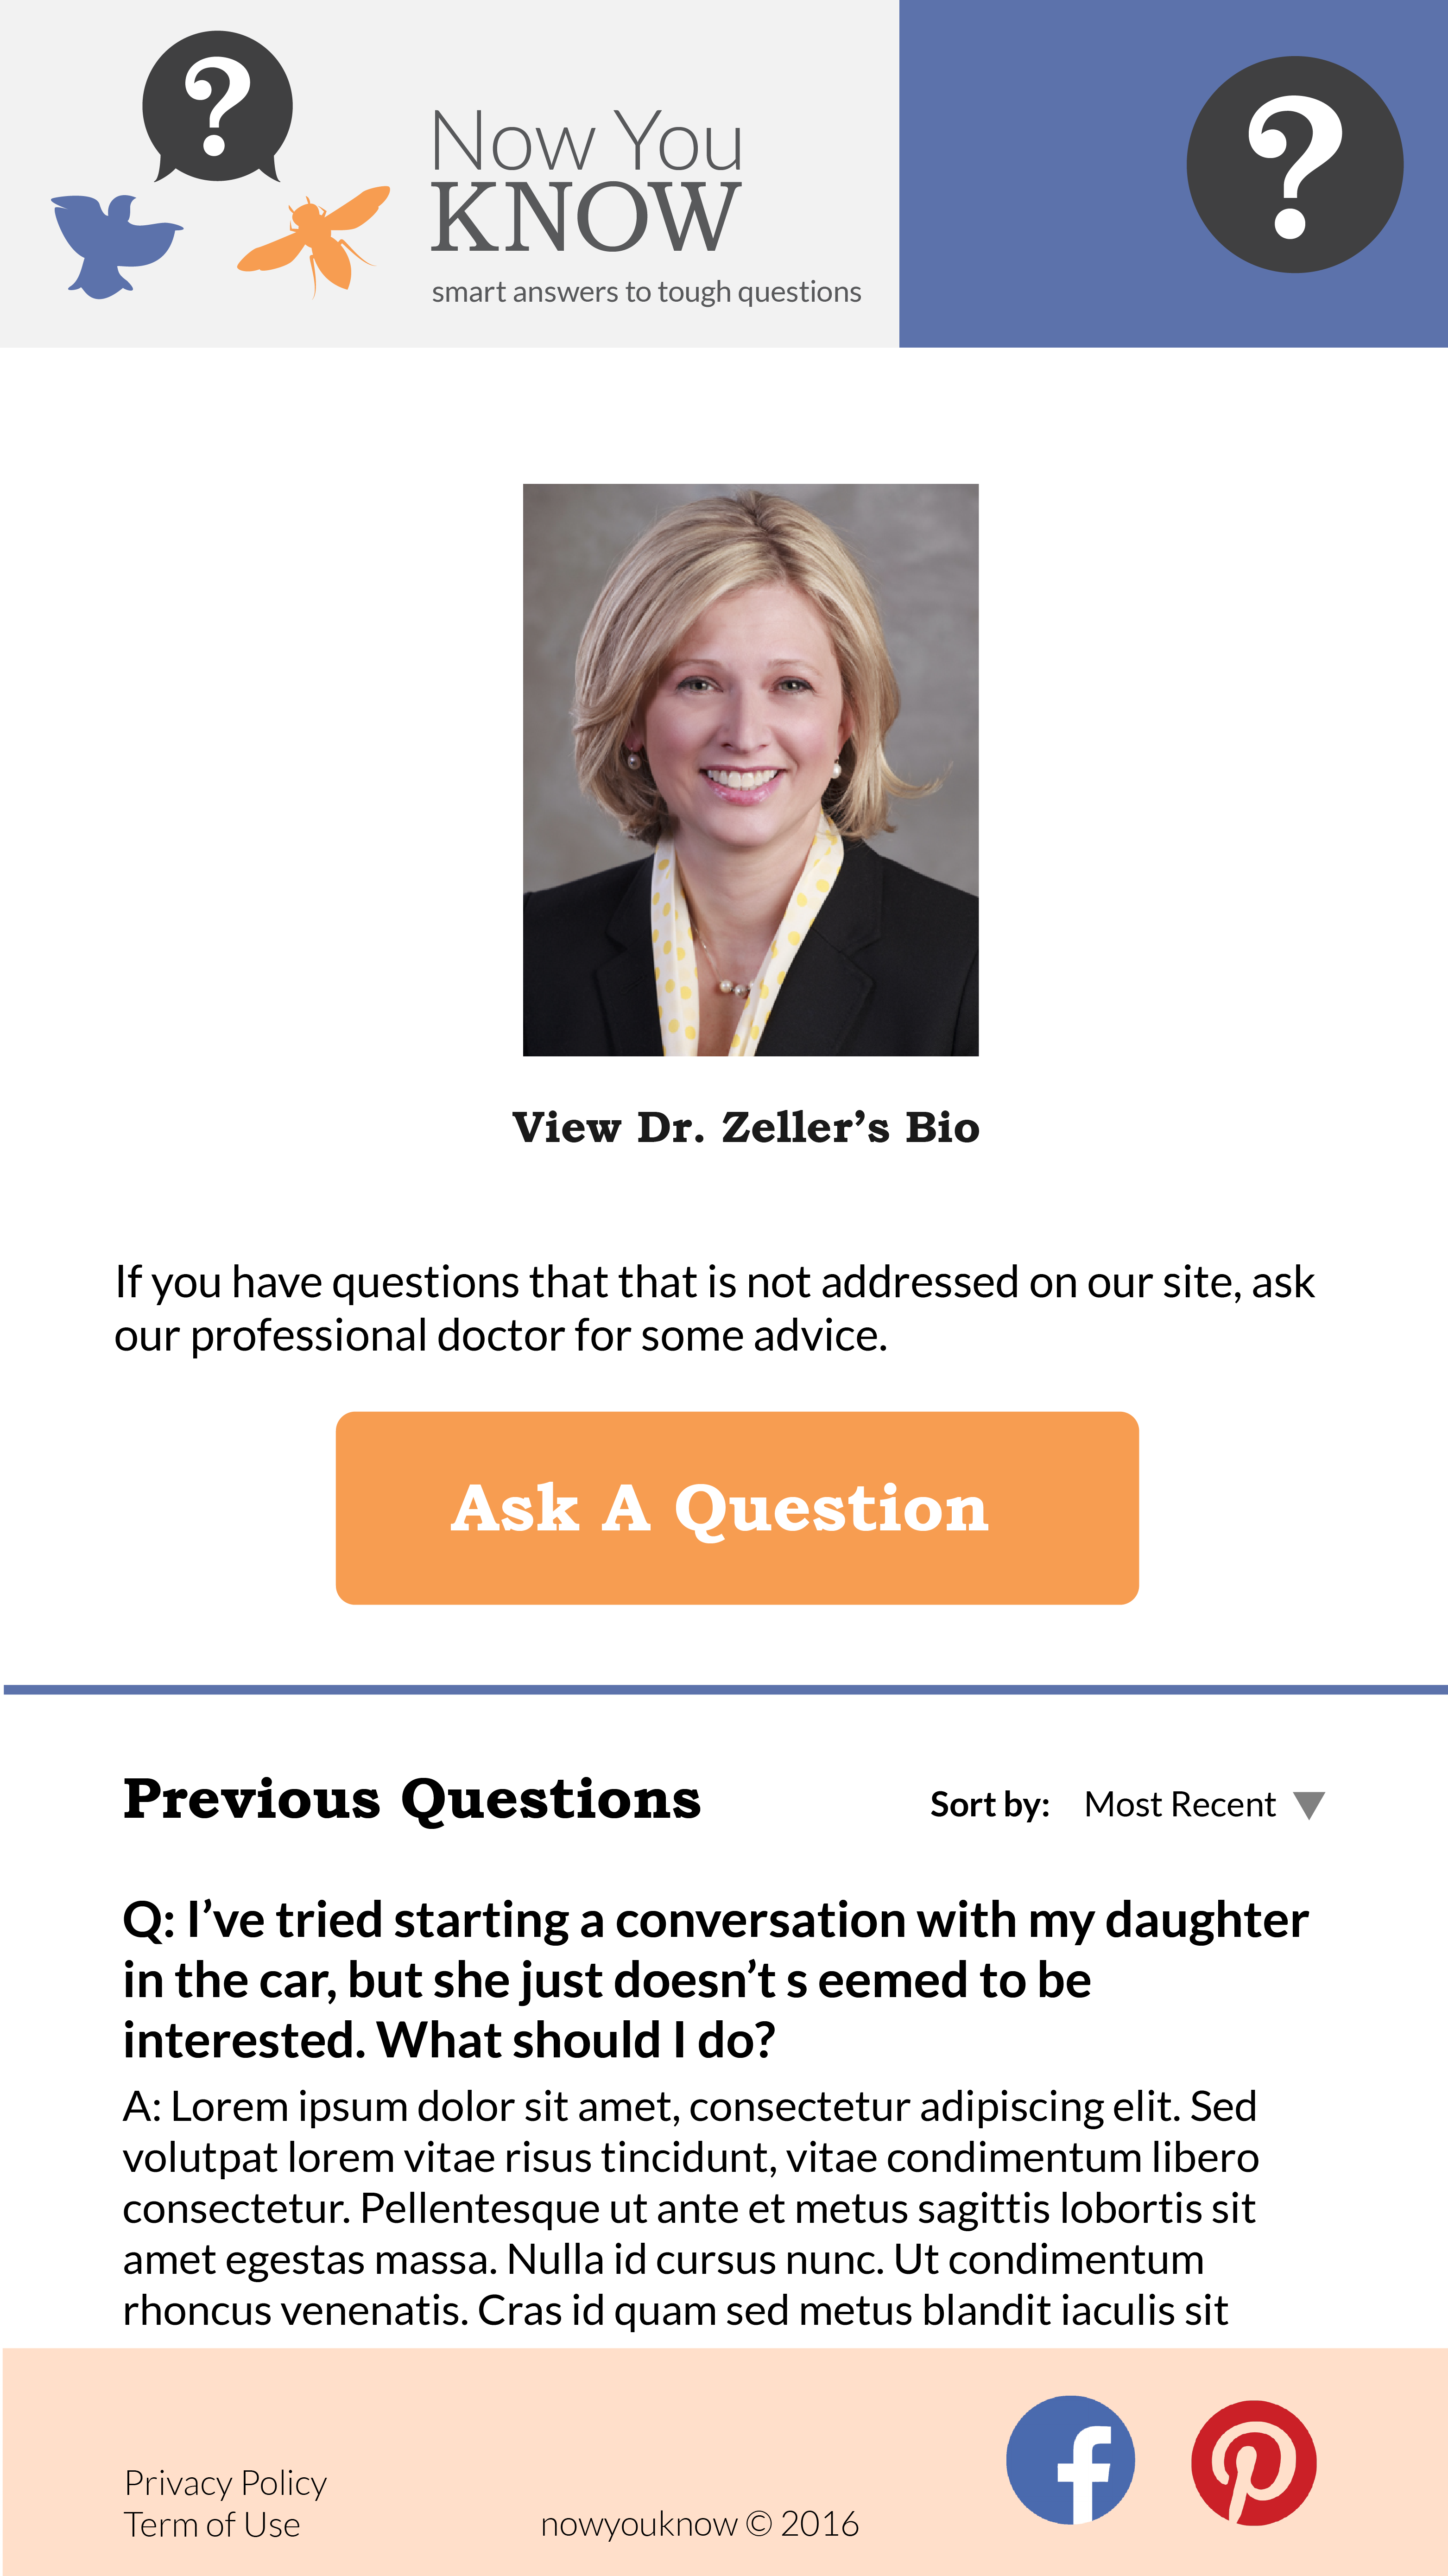 ?
Now You
KNOW
smart answers to tough questions
?
View Dr. Zeller’s Bio
If you have questions that that is not addressed on our site, ask
our professional doctor for some advice.
Ask A Question
Previous Questions
Sort by: Most Recent
Q: I’ve tried starting a conversation with my daughter
in the car, but she just doesn’t s eemed to be
interested. What should I do?
A: Lorem ipsum dolor sit amet, consectetur adipiscing elit. Sed
volutpat lorem vitae risus tincidunt, vitae condimentum libero
consectetur. Pellentesque ut ante et metus sagittis lobortis sit
amet egestas massa. Nulla id cursus nunc. Ut condimentum
rhoncus venenatis. Cras id quam sed metus blandit iaculis sit
Privacy Policy
Term of Use
nowyouknow © 2016